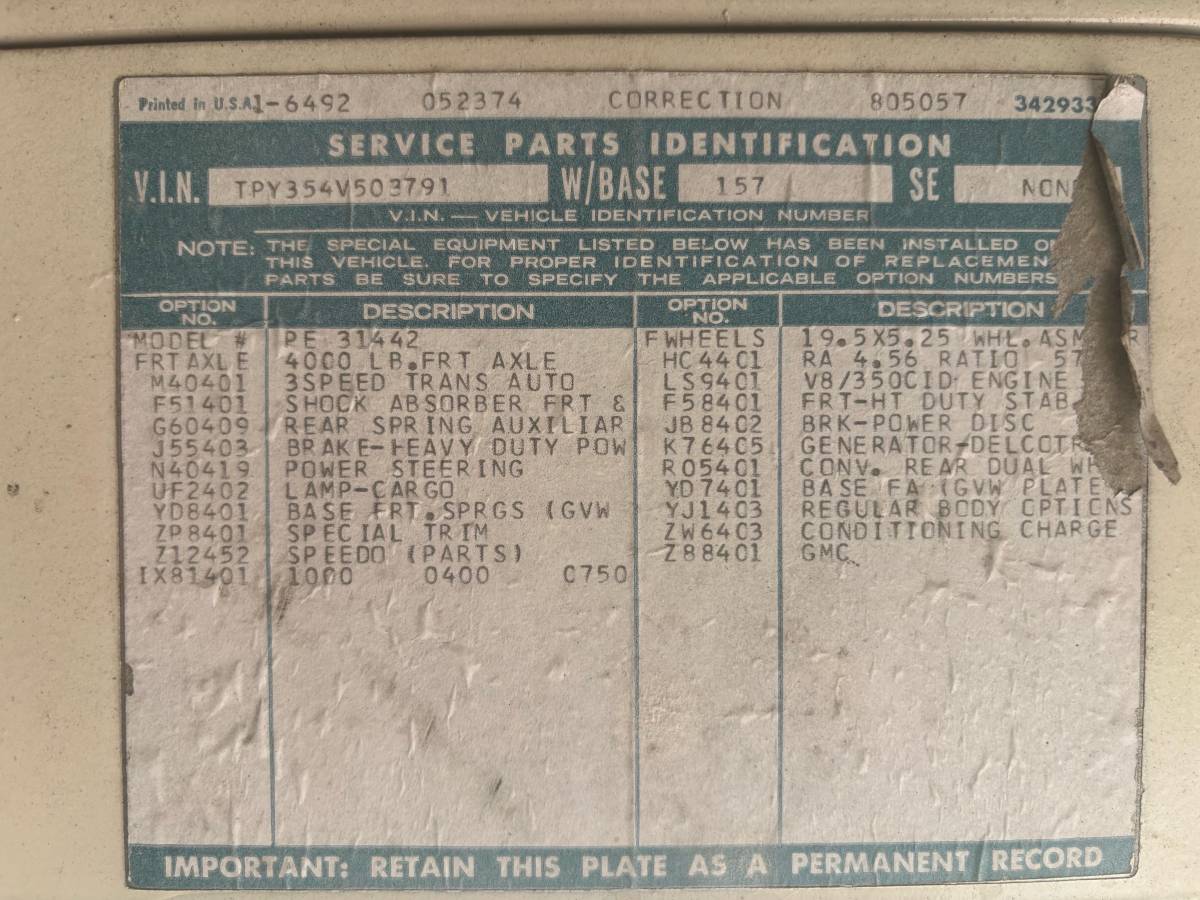 Printed in U.S.A. 1-6492 052374 CORRECTION 805057 342933
SERVICE PARTS IDENTIFICATION
V.I.N. TPY354V503791 W/BASE 157 SE
V.I.N. — VEHICLE IDENTIFICATION NUMBER
NOTE: THE SPECIAL EQUIPMENT LISTED BELOW HAS BEEN INSTALLED
THIS VEHICLE. FOR PROPER IDENTIFICATION OF
PARTS BE SURE TO SPECIFY THE APPLICABLE OPTION NUMBERS
OPTION NO. DESCRIPTION OPTION NO. DESCRIPTION
MODEL # PE 31442 FWHEELS 19.5X5.25 WHL.
FRTAXLE 4000 LB.FRT AXLE HC4401 RA 4.56 RATIO 57
M40401 3SPEED TRANS AUTO LS9401 V8/350CID ENGINE
F51401 SHOCK ABSORBER FRT & F58401 FRT-HT DUTY STAB
G60409 REAR SPRING AUXILIAR JB8402 BRK-POWER DISC
J55403 BRAKE-HEAVY DUTY POW K76405 GENERATOR-DELCOTR
N40419 POWER STEERING R05401 CONV. REAR DUAL WH
UF2402 LAMP-CARGO YD7401 BASE FA (GVW PLATE
YD8401 BASE FRT.SPRGS (GVW YJ1403 REGULAR BODY OPTIONS
ZP8401 SPECIAL TRIM ZW6403 CONDITIONING CHARGE
Z12452 SPEEDO (PARTS) Z88401 GMC
IX81401 1000 0400 0750
IMPORTANT: RETAIN THIS PLATE AS A PERMANENT RECORD